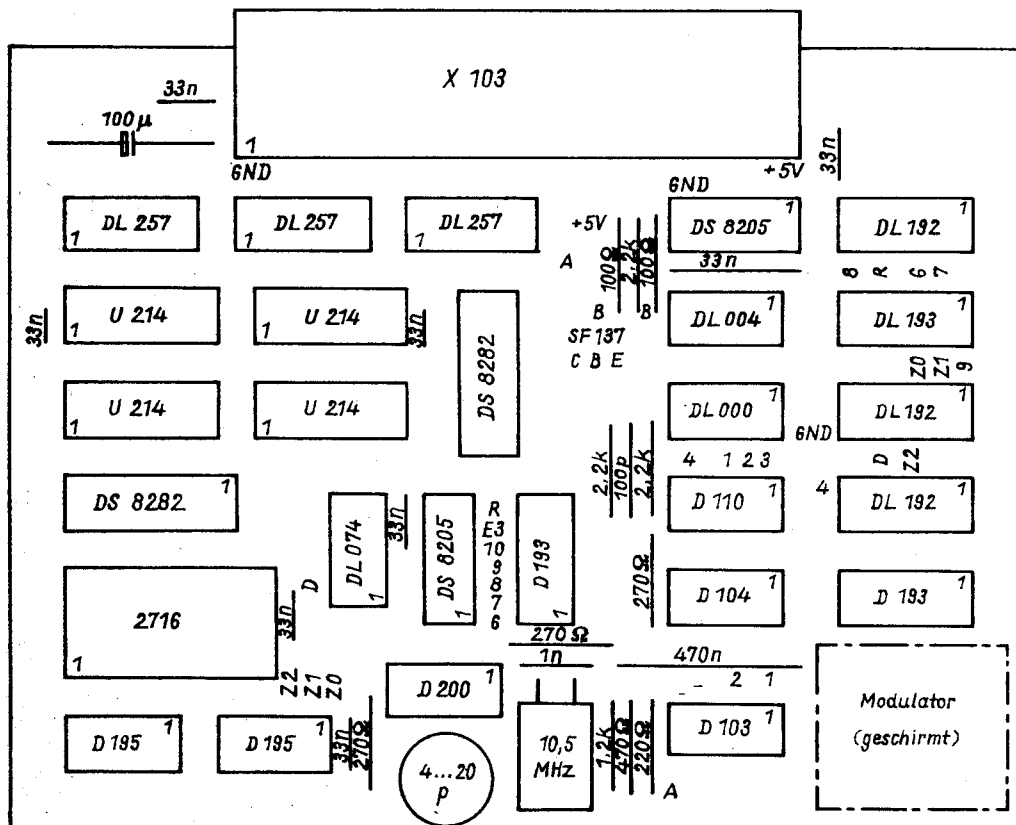 X 103
33n
100 µ
1
GND
+5V
33n
GND
DL 257
1
DL 257
1
DL 257
1
+5V
A
100Ω
2,2k
100Ω
B
B
DS 8205
1
33n
DL 192
1
8 R 6 7
33n
U 214
1
U 214
1
33n
DS 8282
SF 137
C B E
DL 004
1
DL 193
1
Z0 Z1 9
U 214
1
U 214
1
DL 000
1
GND
DL 192
1
2,2k
100p
2,2k
4 1 2 3
D Z2
DS 8282
1
DL 074
1
33n
DS 8205
1
R
E3
10
9
8
7
6
D 193
1
D 110
1
4
DL 192
1
2716
1
33n
D
270Ω
D 104
1
D 193
1
270 Ω
1n
470n
Z2 Z1 Z0
D 200
1
2 1
D 195
1
D 195
1
33n
270Ω
4...20
p
10,5
MHz
1,2k
470Ω
220Ω
A
D 103
1
Modulator
(geschirmt)